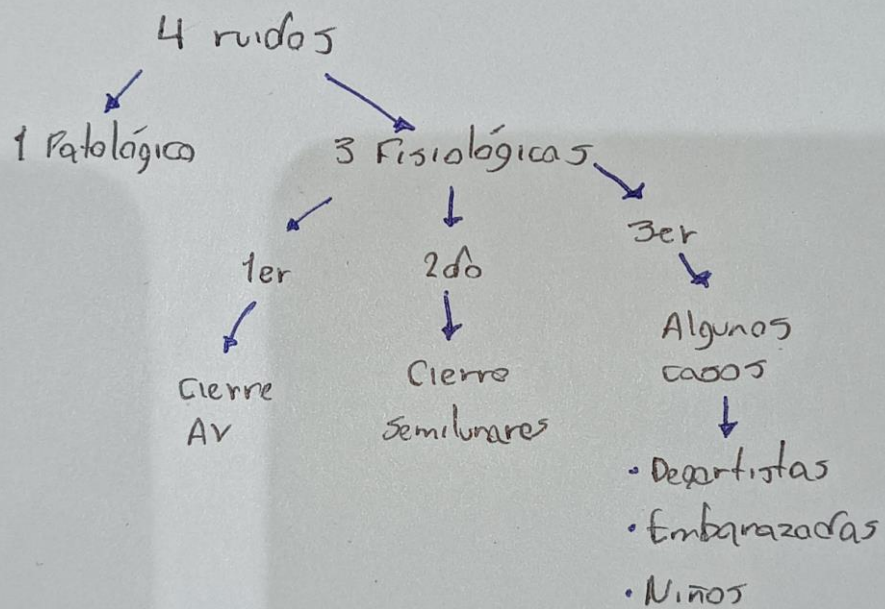 4 ruidos
1 Patológico
3 Fisiológicas
1er
2do
3er
Cierre
AV
Cierre
Semilunares
Algunos
casos
• Deportistas
• Embarazadas
• Niños